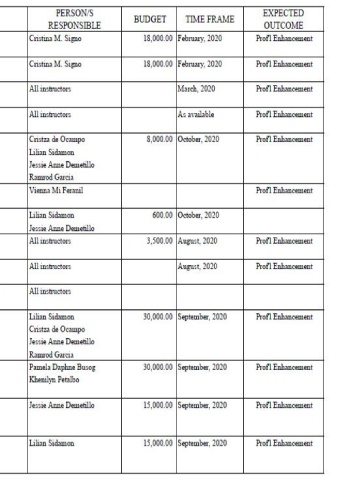 PERSON/S RESPONSIBLE BUDGET TIME FRAME EXPECTED OUTCOME
Cristina M. Signo 18,000.00 February, 2020 Prof'l Enhancement
Cristina M. Signo 18,000.00 February, 2020 Prof'l Enhancement
All instructors March, 2020 Prof'l Enhancement
All instructors As available Prof'l Enhancement
Cristza de Ocampo 8,000.00 October, 2020 Prof'l Enhancement
Lilian Sidamon
Jessie Anne Demetillo
Ramrod Garcia
Vienna Mi Feranil Prof'l Enhancement
Lilian Sidamon 600.00 October, 2020
Jessie Anne Demetillo
All instructors 3,500.00 August, 2020 Prof'l Enhancement
All instructors August, 2020 Prof'l Enhancement
All instructors
Lilian Sidamon 30,000.00 September, 2020 Prof'l Enhancement
Cristza de Ocampo
Jessie Anne Demetillo
Ramrod Garcia
Pamela Daphne Busog 30,000.00 September, 2020 Prof'l Enhancement
Khenilyn Petalbo
Jessie Anne Demetillo 15,000.00 September, 2020 Prof'l Enhancement
Lilian Sidamon 15,000.00 September, 2020 Prof'l Enhancement